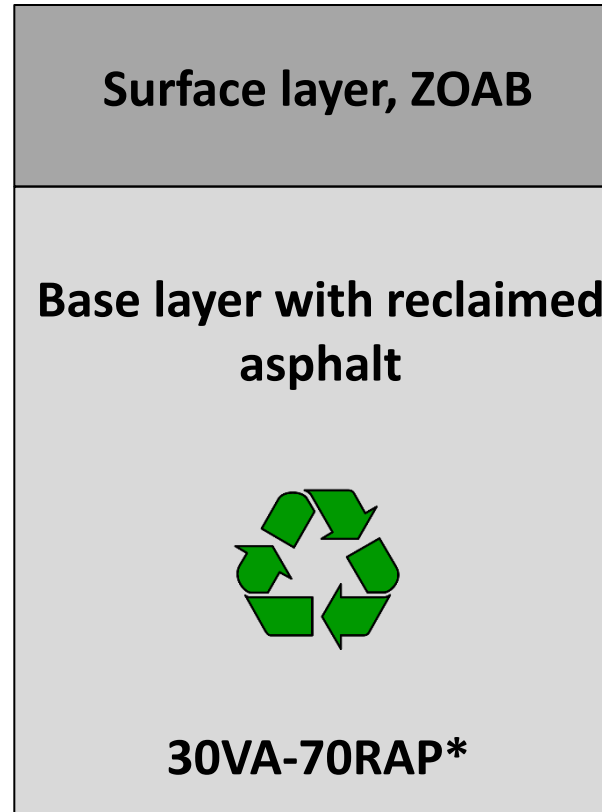 Surface layer, ZOAB
Base layer with reclaimed
asphalt
30VA-70RAP*